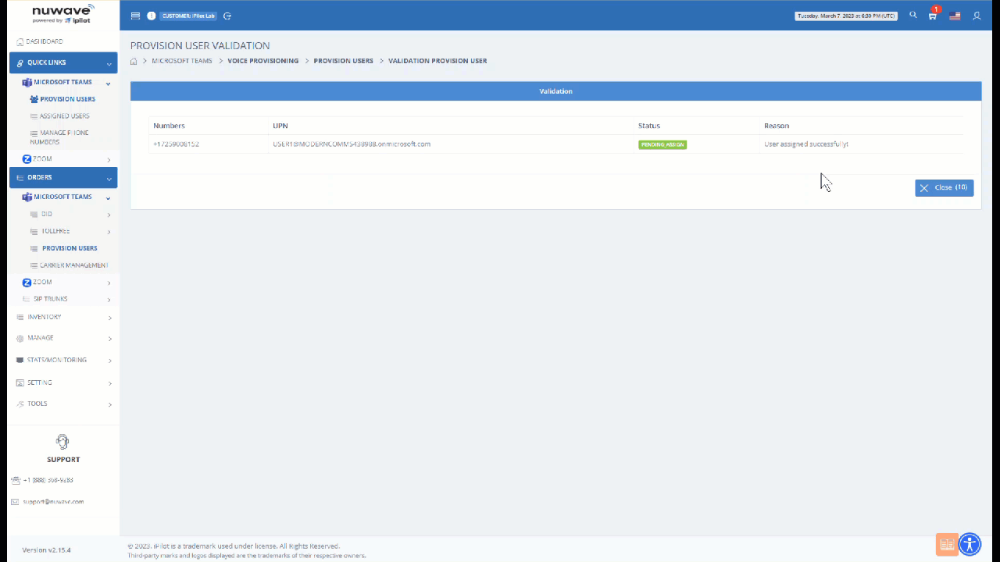 nuwave
powered by iPilot
DASHBOARD
QUICK LINKS
MICROSOFT TEAMS
PROVISION USERS
ASSIGNED USERS
MANAGE PHONE
NUMBERS
ZOOM
ORDERS
MICROSOFT TEAMS
DID
TOLLFREE
PROVISION USERS
CARRIER MANAGEMENT
ZOOM
SIP TRUNKS
INVENTORY
MANAGE
STATS/MONITORING
SETTING
TOOLS
SUPPORT
+1 (888) 368-9283
support@nuwave.com
Version v2.15.4
CUSTOMER: iPilot Lab
Tuesday, March 7, 2023 at 6:30 PM (UTC)
1
PROVISION USER VALIDATION
MICROSOFT TEAMS > VOICE PROVISIONING > PROVISION USERS > VALIDATION PROVISION USER
Validation
Numbers UPN Status Reason
+17259008152 USER1@MODERNCOMMS438988.onmicrosoft.com PENDING_ASSIGN User assigned successfully!
Close (10)
© 2023. iPilot is a trademark used under license. All Rights Reserved.
Third-party marks and logos displayed are the trademarks of their respective owners.